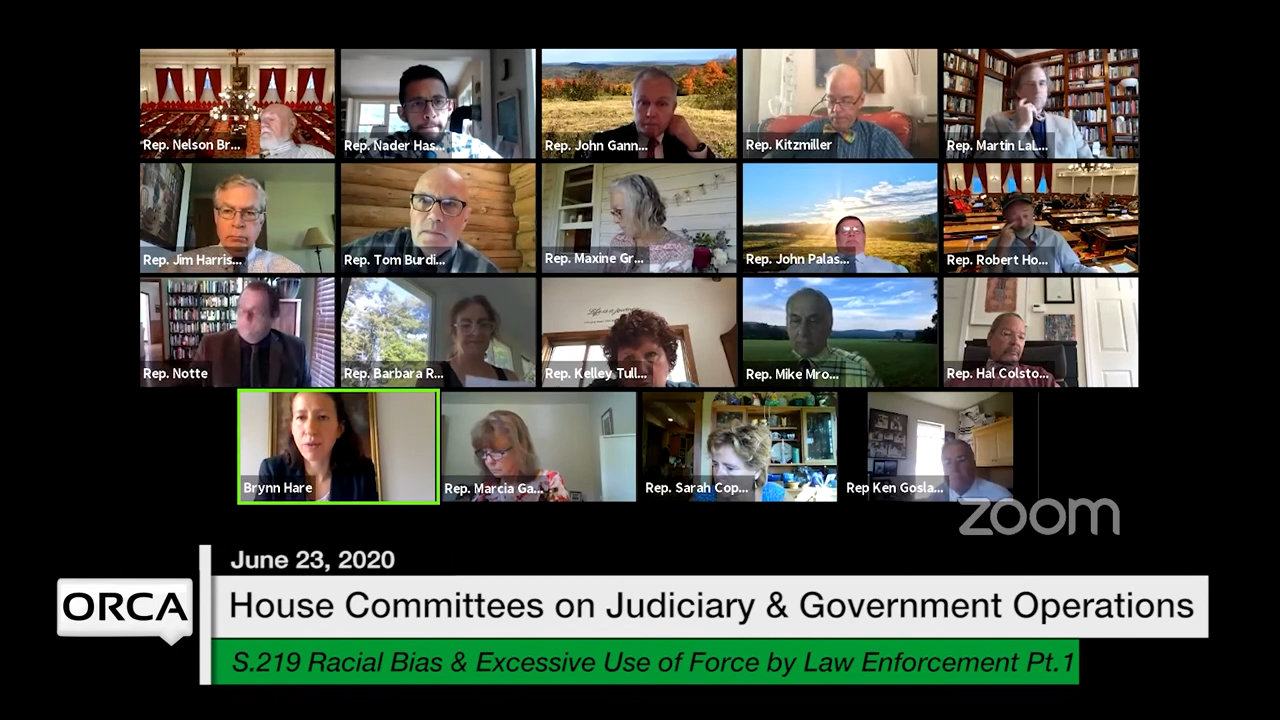 Rep. Nelson Br...
Rep. Nader Has...
Rep. John Gann...
Rep. Kitzmiller
Rep. Martin LaL...
Rep. Jim Harris...
Rep. Tom Burdi...
Rep. Maxine Gr...
Rep. John Palas...
Rep. Robert Ho...
Rep. Notte
Rep. Barbara R...
Rep. Kelley Tull...
Rep. Mike Mro...
Rep. Hal Colsto...
Brynn Hare
Rep. Marcia Ga...
Rep. Sarah Cop...
Rep Ken Gosla...
zoom
June 23, 2020
ORCA
House Committees on Judiciary & Government Operations
S.219 Racial Bias & Excessive Use of Force by Law Enforcement Pt.1